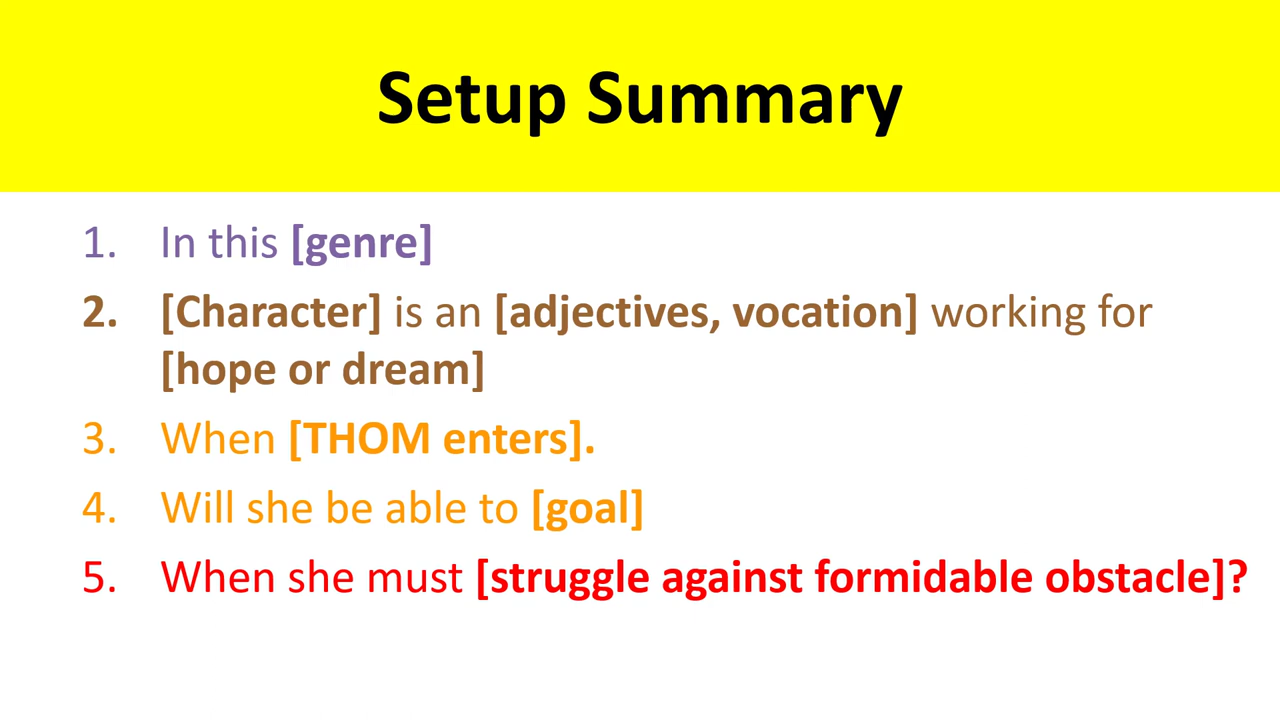 Setup Summary
1. In this [genre]
2. [Character] is an [adjectives, vocation] working for
[hope or dream]
3. When [THOM enters].
4. Will she be able to [goal]
5. When she must [struggle against formidable obstacle]?